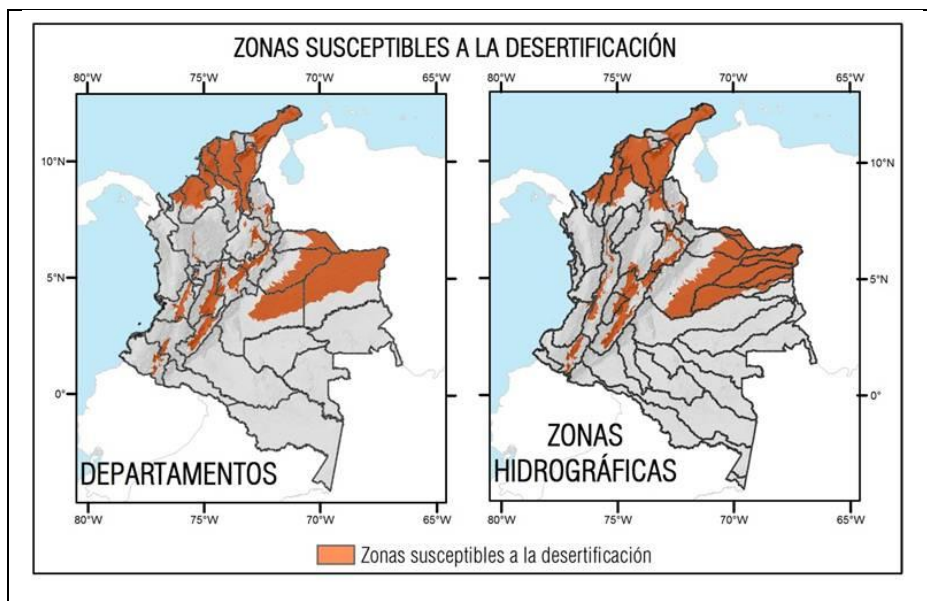 ZONAS SUSCEPTIBLES A LA DESERTIFICACIÓN
80°W 75°W 70°W 65°W 80°W 75°W 70°W 65°W
10°N 10°N
5°N 5°N
0° 0°
DEPARTAMENTOS
ZONAS
HIDROGRÁFICAS
80°W 75°W 70°W 65°W 80°W 75°W 70°W 65°W
Zonas susceptibles a la desertificación